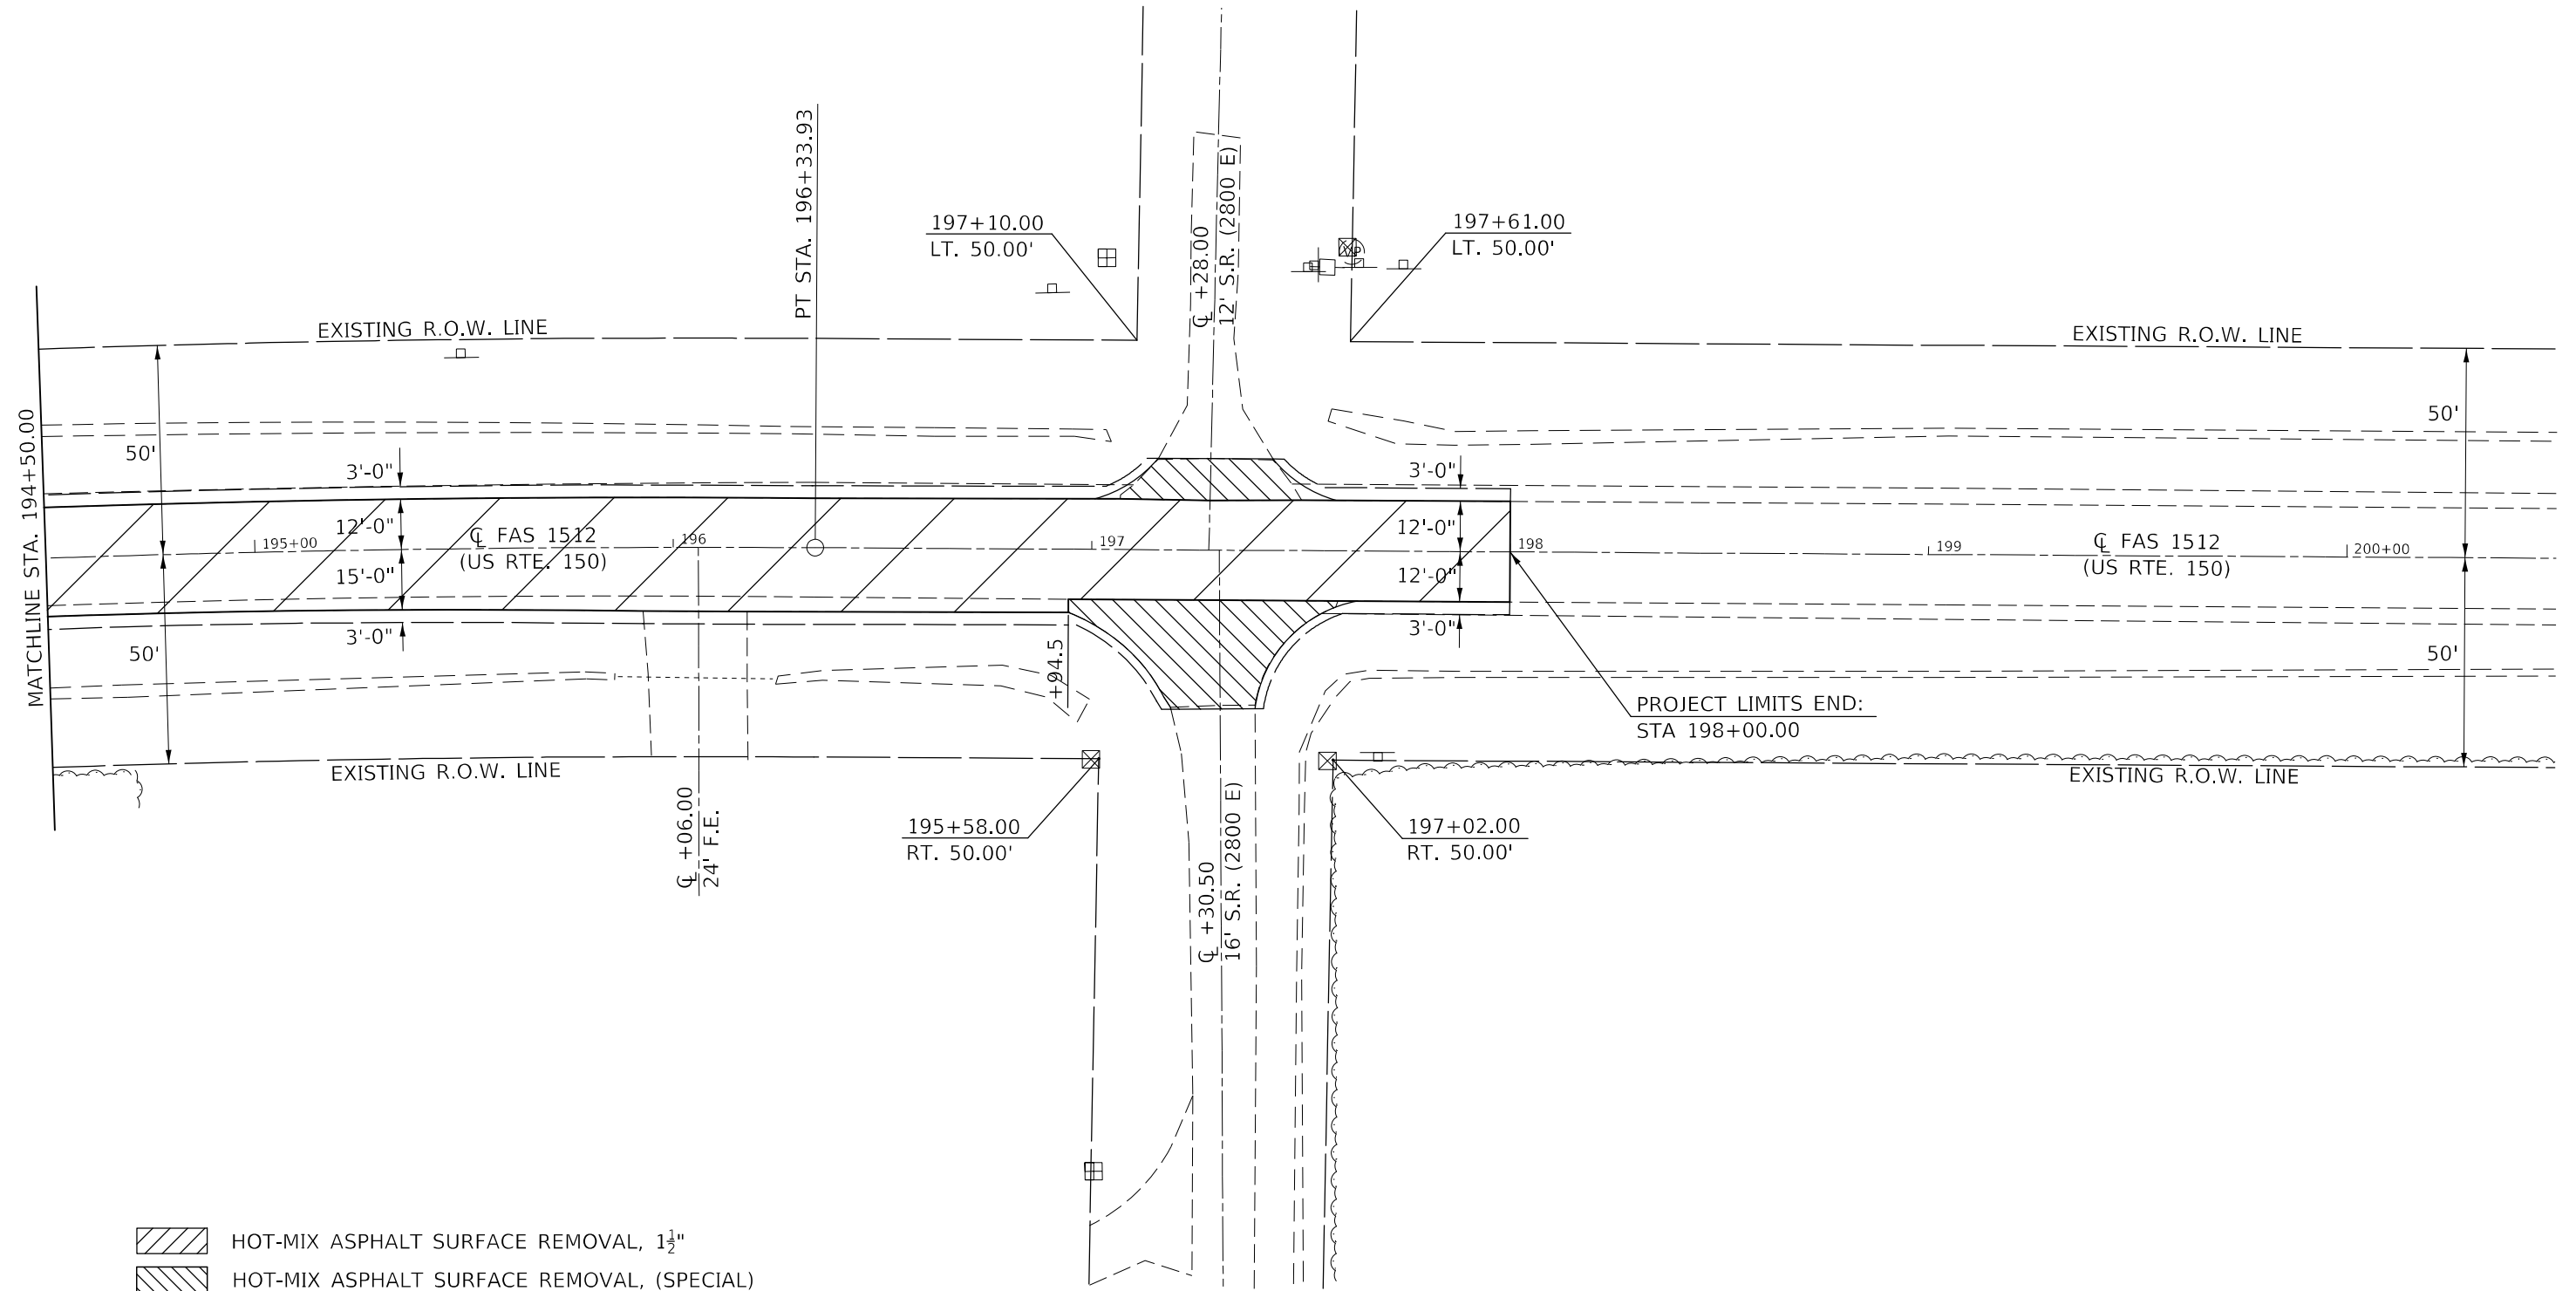 PT STA. 196+33.93
197+10.00
LT. 50.00'
℄ +28.00
12' S.R. (2800 E)
197+61.00
LT. 50.00'
EXISTING R.O.W. LINE
EXISTING R.O.W. LINE
MATCHLINE STA. 194+50.00
50'
3'-0"
3'-0"
50'
12'-0"
195+00
℄ FAS 1512
(US RTE. 150)
196
197
12'-0"
198
199
℄ FAS 1512
(US RTE. 150)
200+00
15'-0"
12'-0"
3'-0"
3'-0"
50'
50'
+94.5
PROJECT LIMITS END:
STA 198+00.00
EXISTING R.O.W. LINE
EXISTING R.O.W. LINE
℄ +06.00
24' F.E.
195+58.00
RT. 50.00'
℄ +30.50
16' S.R. (2800 E)
197+02.00
RT. 50.00'
HOT-MIX ASPHALT SURFACE REMOVAL, 1½"
HOT-MIX ASPHALT SURFACE REMOVAL, (SPECIAL)